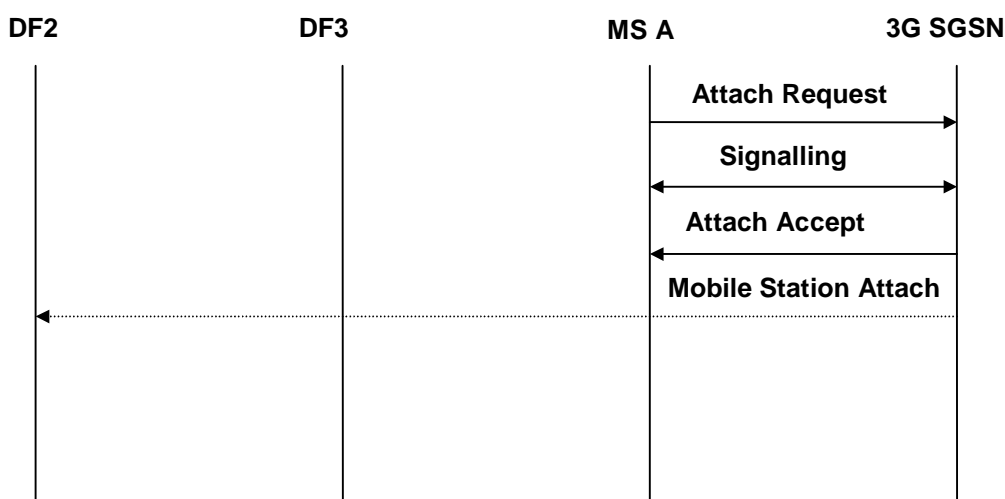 DF2 DF3 MS A 3G SGSN
Attach Request
Signalling
Attach Accept
Mobile Station Attach